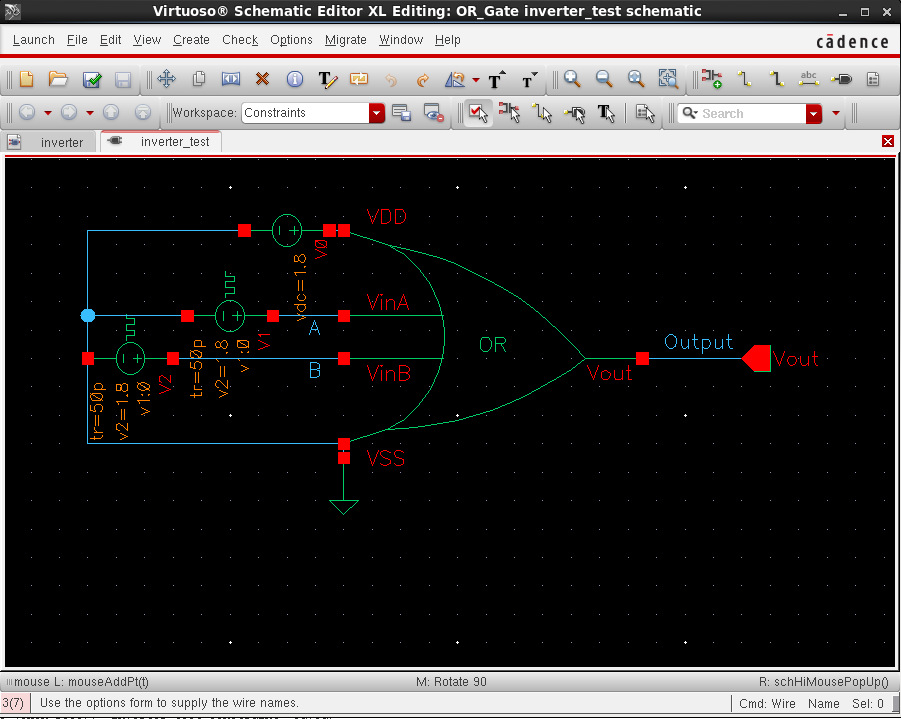 Virtuoso® Schematic Editor XL Editing: OR_Gate inverter_test schematic
Launch File Edit View Create Check Options Migrate Window Help
cādence
abc
Workspace: Constraints
Search
inverter
inverter_test
VDD
V0
vdc=1.8
VinA
A
V1
tr=50p
v2=1.8
v1:0
OR
Output
Vout
Vout
B
VinB
V2
tr=50p
v2=1.8
v1:0
VSS
mouse L: mouseAddPt(t)
M: Rotate 90
R: schHiMousePopUp()
3(7)
Use the options form to supply the wire names.
Cmd: Wire Name Sel: 0